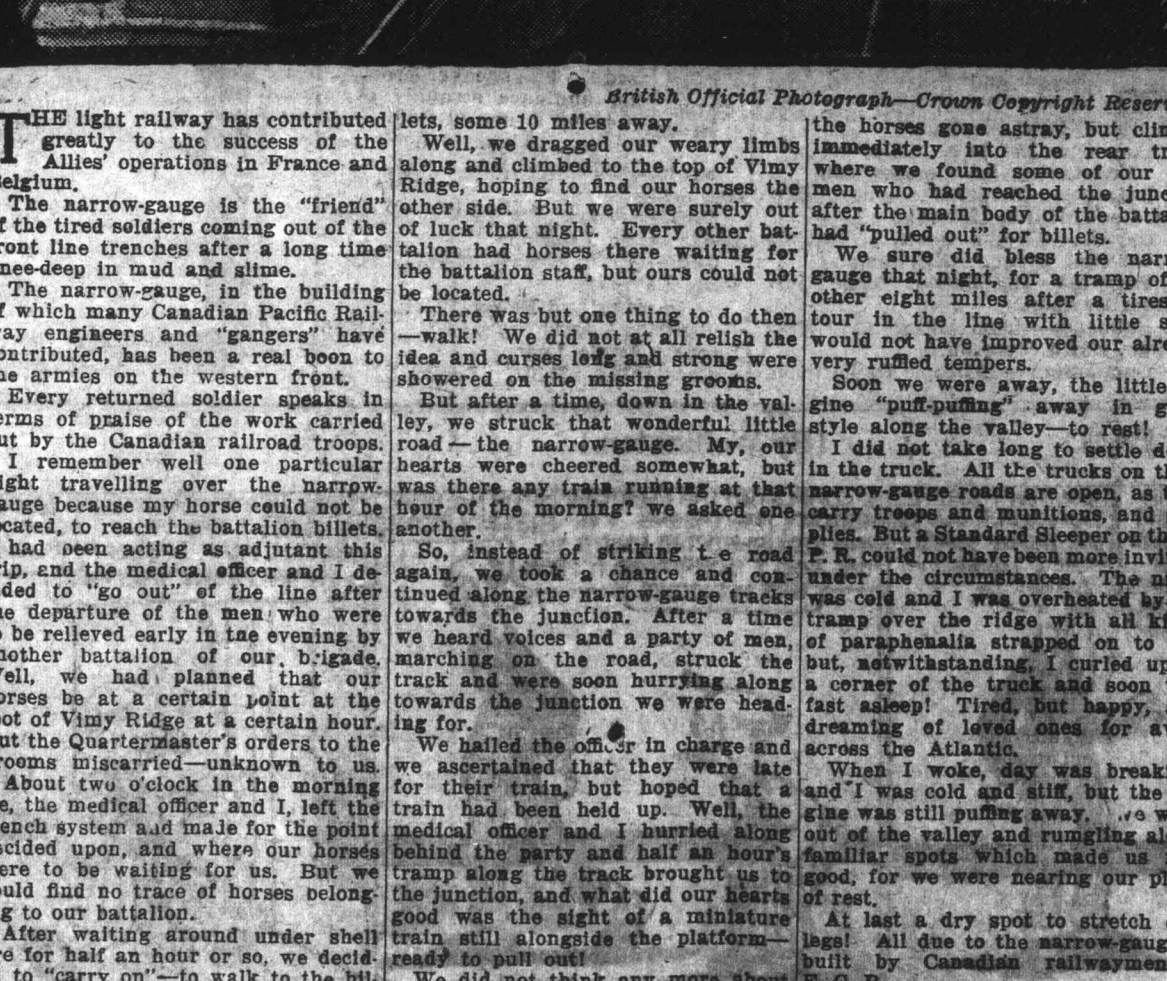 British Official Photograph—Crown Copyright Reser
THE light railway has contributed
greatly to the success of the
Allies' operations in France and
elgium.
The narrow-gauge is the "friend"
f the tired soldiers coming out of the
ront line trenches after a long time
nee-deep in mud and slime.
The narrow-gauge, in the building
f which many Canadian Pacific Rail-
ay engineers and "gangers" have
ontributed, has been a real boon to
e armies on the western front.
Every returned soldier speaks in
erms of praise of the work carried
ut by the Canadian railroad troops.
I remember well one particular
ight travelling over the narrow-
auge because my horse could not be
cated, to reach the battalion billets.
had been acting as adjutant this
rip, and the medical officer and I de-
ded to "go out" of the line after
e departure of the men who were
be relieved early in the evening by
nother battalion of our brigade.
ell, we had planned that our
orses be at a certain point at the
oot of Vimy Ridge at a certain hour.
ut the Quartermaster's orders to the
rooms miscarried—unknown to us.
About two o'clock in the morning
e, the medical officer and I, left the
ench system and made for the point
cided upon, and where our horses
ere to be waiting for us. But we
uld find no trace of horses belong-
g to our battalion.
After waiting around under shell
e for half an hour or so, we decid-
to "carry on"—to walk to the bil-
lets, some 10 miles away.
Well, we dragged our weary limbs
along and climbed to the top of Vimy
Ridge, hoping to find our horses the
other side. But we were surely out
of luck that night. Every other bat-
talion had horses there waiting for
the battalion staff, but ours could not
be located.
There was but one thing to do then
—walk! We did not at all relish the
idea and curses long and strong were
showered on the missing grooms.
But after a time, down in the val-
ley, we struck that wonderful little
road—the narrow-gauge. My, our
hearts were cheered somewhat, but
was there any train running at that
hour of the morning? we asked one
another.
So, instead of striking t e road
again, we took a chance and con-
tinued along the narrow-gauge tracks
towards the junction. After a time
we heard voices and a party of men,
marching on the road, struck the
track and were soon hurrying along
towards the junction we were head-
ing for.
We hailed the officer in charge and
we ascertained that they were late
for their train, but hoped that a
train had been held up. Well, the
medical officer and I hurried along
behind the party and half an hour's
tramp along the track brought us to
the junction, and what did our hearts
good was the sight of a miniature
train still alongside the platform—
ready to pull out!
We did not think any more about
the horses gone astray, but clim
immediately into the rear tr
where we found some of our
men who had reached the junc
after the main body of the batta
had "pulled out" for billets.
We sure did bless the narr
gauge that night, for a tramp of
other eight miles after a tires
tour in the line with little s
would not have improved our alre
very ruffled tempers.
Soon we were away, the little
gine "puff-puffing" away in g
style along the valley—to rest!
I did not take long to settle d
in the truck. All the trucks on th
narrow-gauge roads are open, as
carry troops and munitions, and
plies. But a Standard Sleeper on th
P. R. could not have been more invi
under the circumstances. The n
was cold and I was overheated by
tramp over the ridge with all ki
of paraphenalia strapped on to
but, notwithstanding, I curled up
a corner of the truck and soon
fast asleep! Tired, but happy,
dreaming of loved ones far a
across the Atlantic.
When I woke, day was breaki
and I was cold and stiff, but the
gine was still puffing away. we w
out of the valley and rumgling al
familiar spots which made us
good, for we were nearing our pl
of rest.
At last a dry spot to stretch
legs! All due to the narrow-gaug
built by Canadian railwaymen